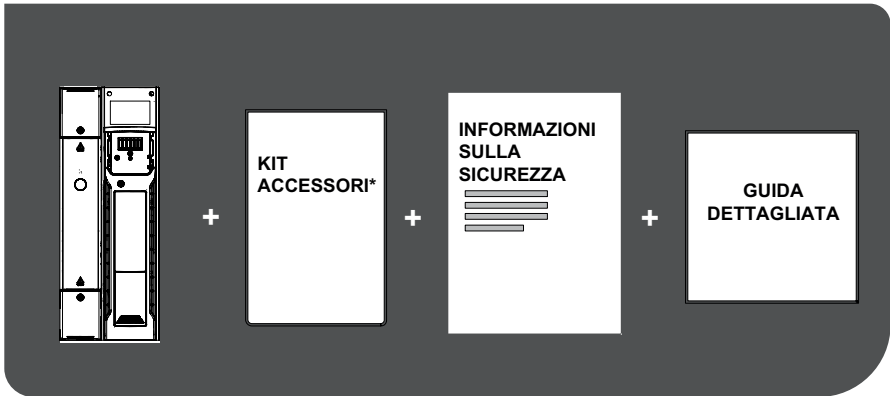 +
KIT
ACCESSORI*
+
INFORMAZIONI
SULLA
SICUREZZA
+
GUIDA
DETTAGLIATA